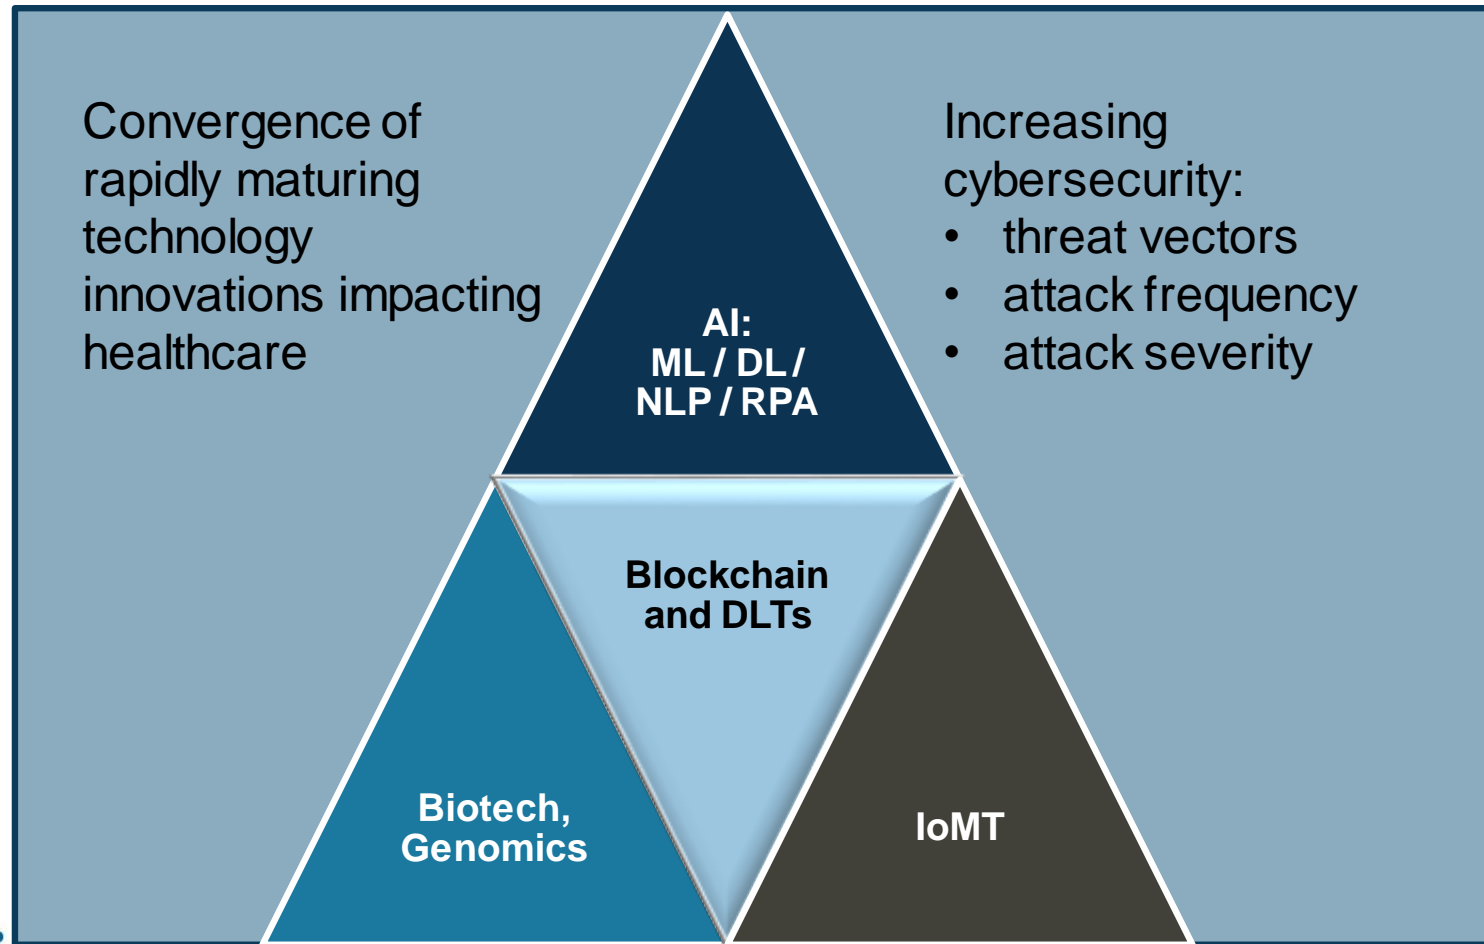 Convergence of
rapidly maturing
technology
innovations impacting
healthcare
Increasing
cybersecurity:
• threat vectors
• attack frequency
• attack severity
AI:
ML / DL /
NLP / RPA
Blockchain
and DLTs
Biotech,
Genomics
IoMT